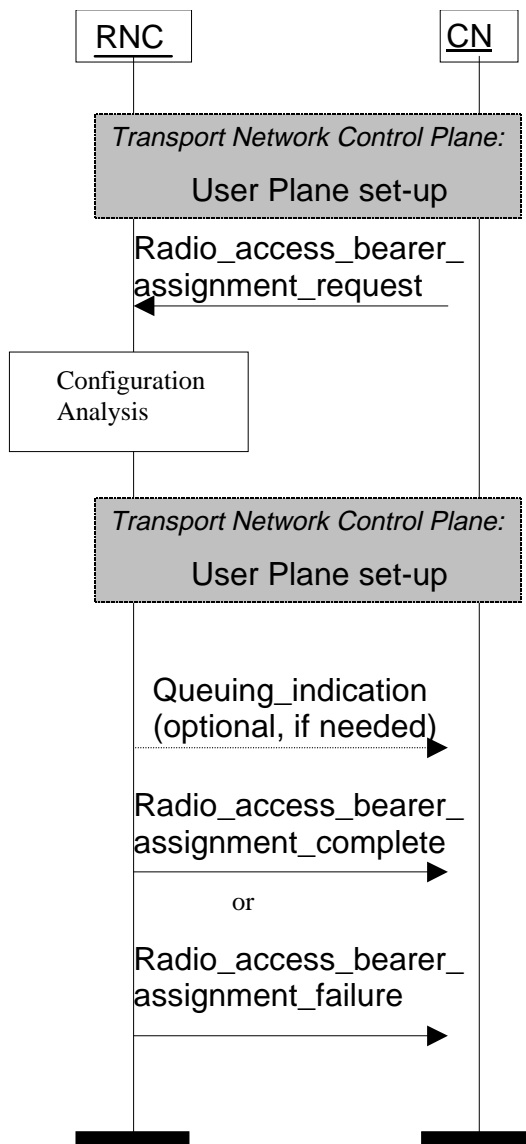 RNC
CN
Transport Network Control Plane:
User Plane set-up
Radio_access_bearer_
assignment_request
Configuration
Analysis
Transport Network Control Plane:
User Plane set-up
Queuing_indication
(optional, if needed)
Radio_access_bearer_
assignment_complete
or
Radio_access_bearer_
assignment_failure